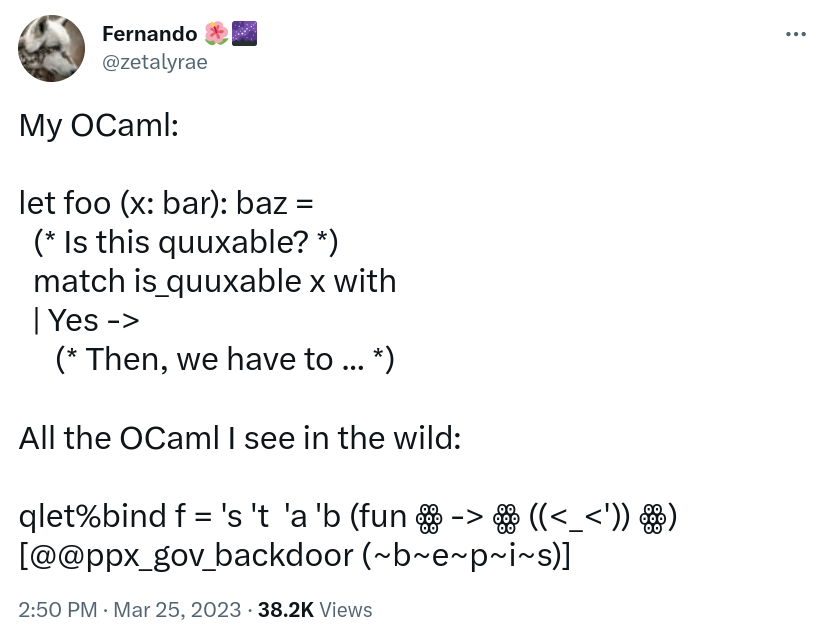 Fernando 🌺🌌
@zetalyrae
My OCaml:
let foo (x: bar): baz =
(* Is this quuxable? *)
match is_quuxable x with
| Yes ->
(* Then, we have to ... *)
All the OCaml I see in the wild:
qlet%bind f = 's 't  'a 'b (fun ꙮ -> ꙮ ((<_<')) ꙮ)
[@@ppx_gov_backdoor (~b~e~p~i~s)]
2:50 PM · Mar 25, 2023 · 38.2K Views